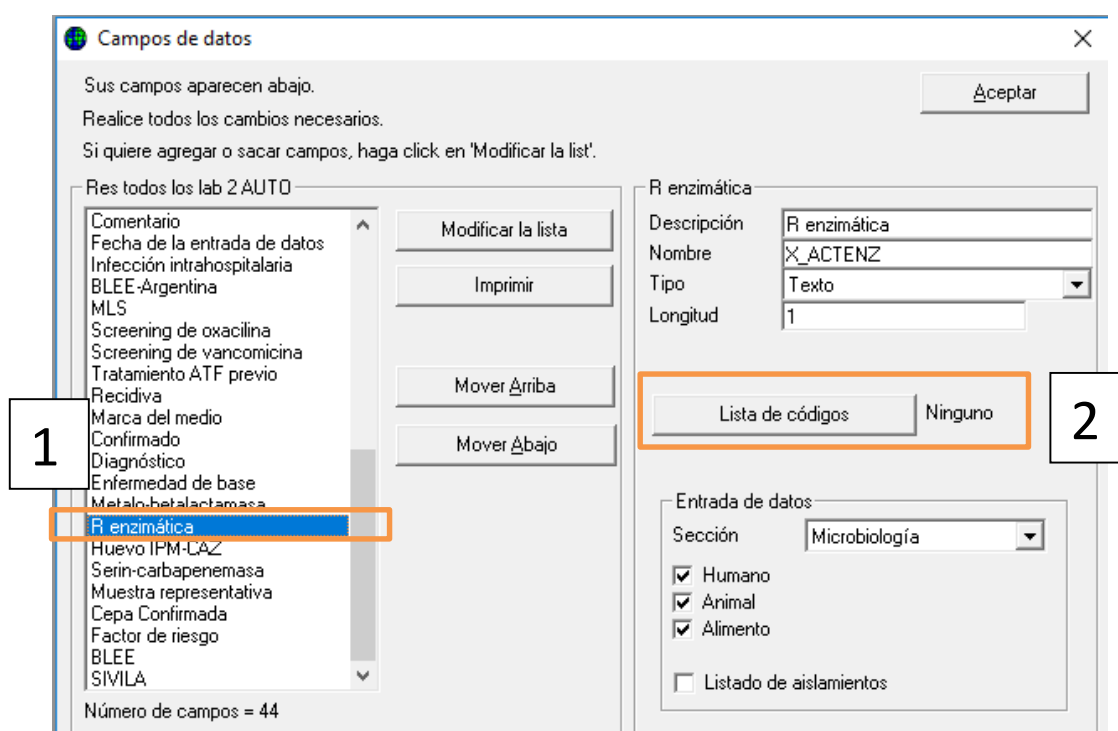 Campos de datos
Sus campos aparecen abajo.
Aceptar
Realice todos los cambios necesarios.
Si quiere agregar o sacar campos, haga click en 'Modificar la list'.
Res todos los lab 2 AUTO
Comentario
Fecha de la entrada de datos
Infección intrahospitalaria
BLEE-Argentina
MLS
Screening de oxacilina
Screening de vancomicina
Tratamiento ATF previo
Recidiva
Marca del medio
Confirmado
Diagnóstico
Enfermedad de base
Metalo-betalactamasa
R enzimática
Huevo IPM-CAZ
Serin-carbapenemasa
Muestra representativa
Cepa Confirmada
Factor de riesgo
BLEE
SIVILA
Número de campos = 44
1
Modificar la lista
Imprimir
Mover Arriba
Mover Abajo
R enzimática
Descripción R enzimática
Nombre X_ACTENZ
Tipo Texto
Longitud 1
Lista de códigos Ninguno
2
Entrada de datos
Sección Microbiología
Humano
Animal
Alimento
Listado de aislamientos